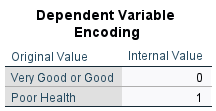 Dependent Variable
Encoding
Original Value Internal Value
Very Good or Good 0
Poor Health 1